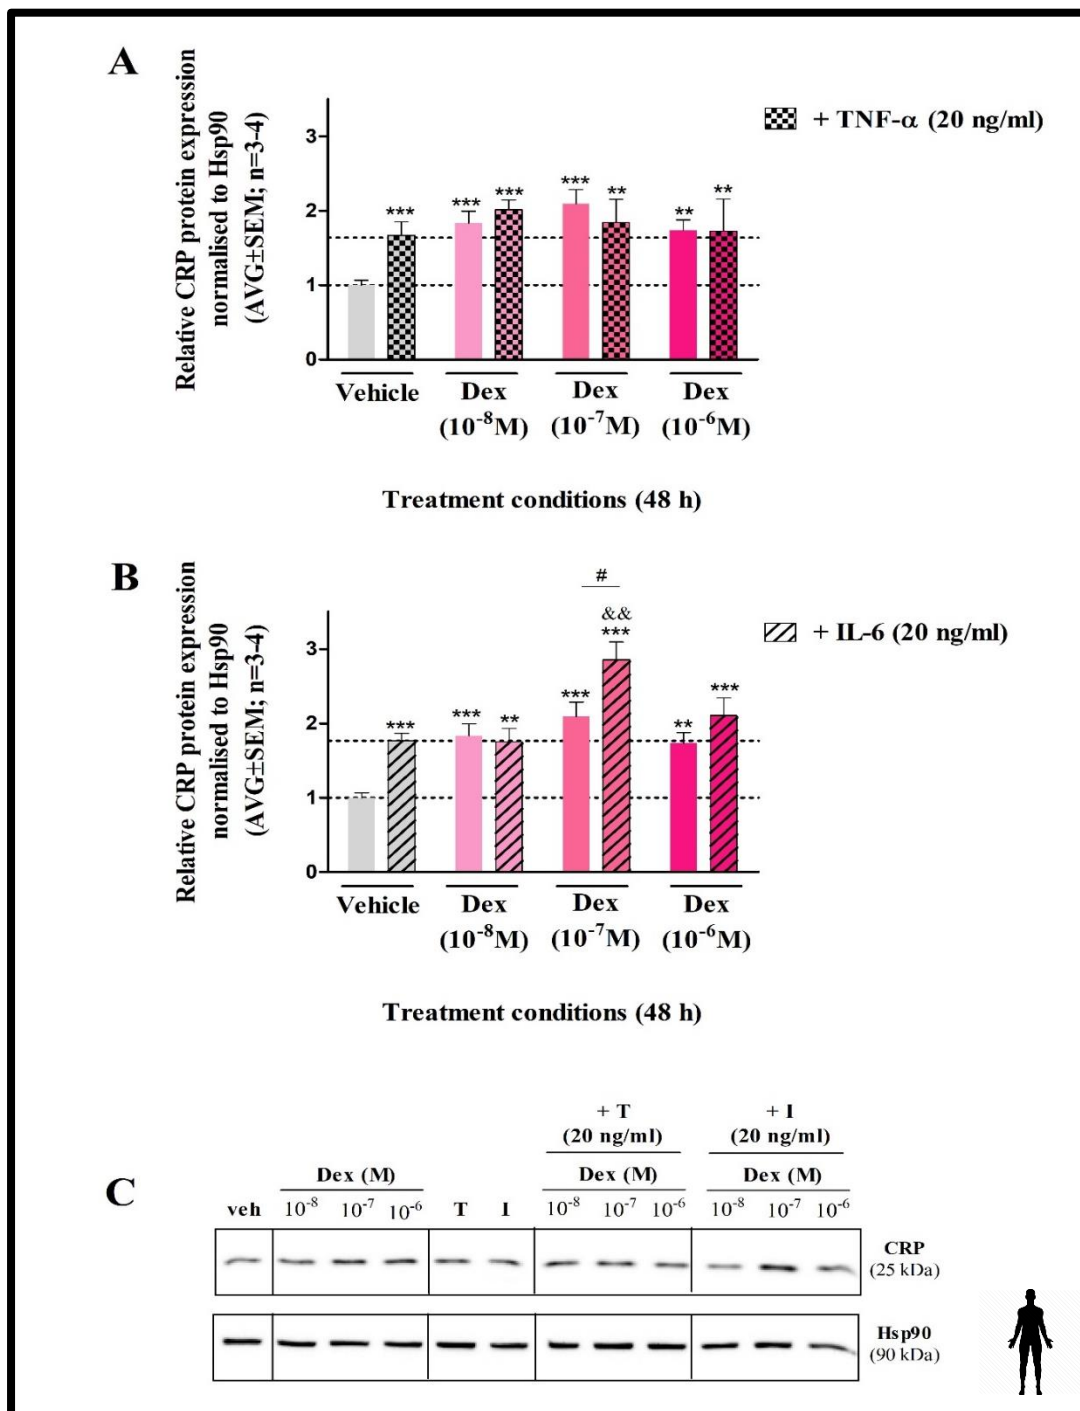 A
Relative CRP protein expression
normalised to Hsp90
(AVG±SEM; n=3-4)
+ TNF-α (20 ng/ml)
3
2
1
0
***
***
***
***
**
**
**
Vehicle
Dex
(10⁻⁸M)
Dex
(10⁻⁷M)
Dex
(10⁻⁶M)
Treatment conditions (48 h)
B
Relative CRP protein expression
normalised to Hsp90
(AVG±SEM; n=3-4)
+ IL-6 (20 ng/ml)
3
2
1
0
#
&&
***
***
**
***
***
**
***
Vehicle
Dex
(10⁻⁸M)
Dex
(10⁻⁷M)
Dex
(10⁻⁶M)
Treatment conditions (48 h)
C
+ T
(20 ng/ml)
+ I
(20 ng/ml)
Dex (M)
Dex (M)
Dex (M)
veh 10⁻⁸ 10⁻⁷ 10⁻⁶ T I 10⁻⁸ 10⁻⁷ 10⁻⁶ 10⁻⁸ 10⁻⁷ 10⁻⁶
CRP
(25 kDa)
Hsp90
(90 kDa)